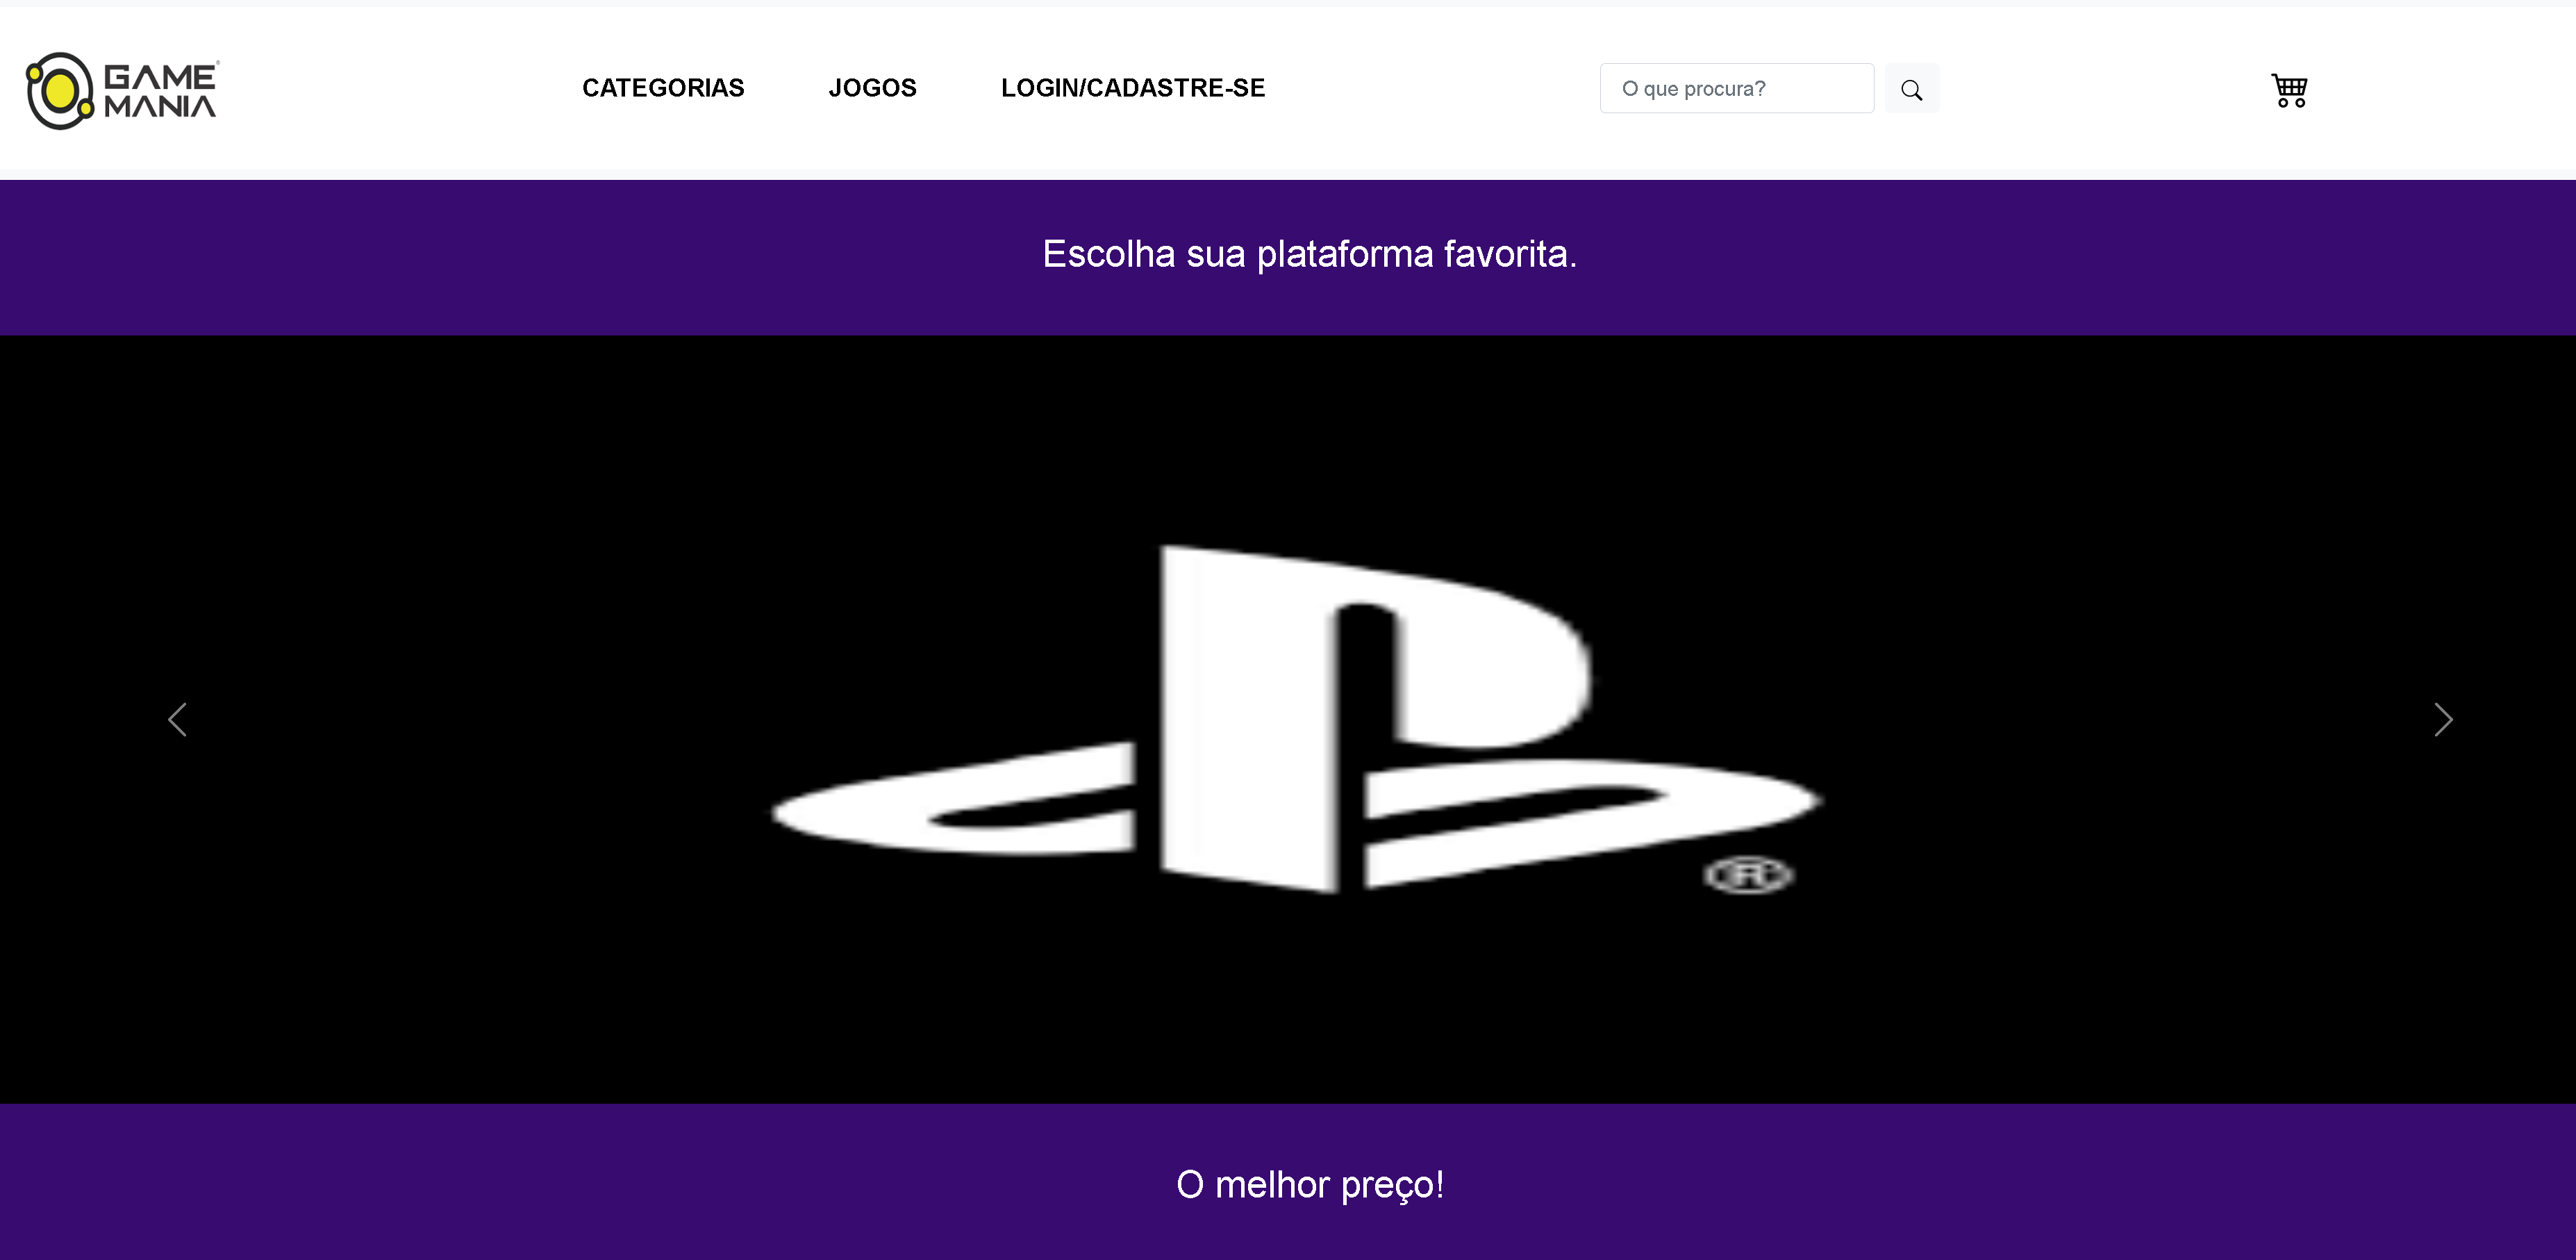 GAME
MANIA
CATEGORIAS
JOGOS
LOGIN/CADASTRE-SE
O que procura?
Escolha sua plataforma favorita.
®
O melhor preço!